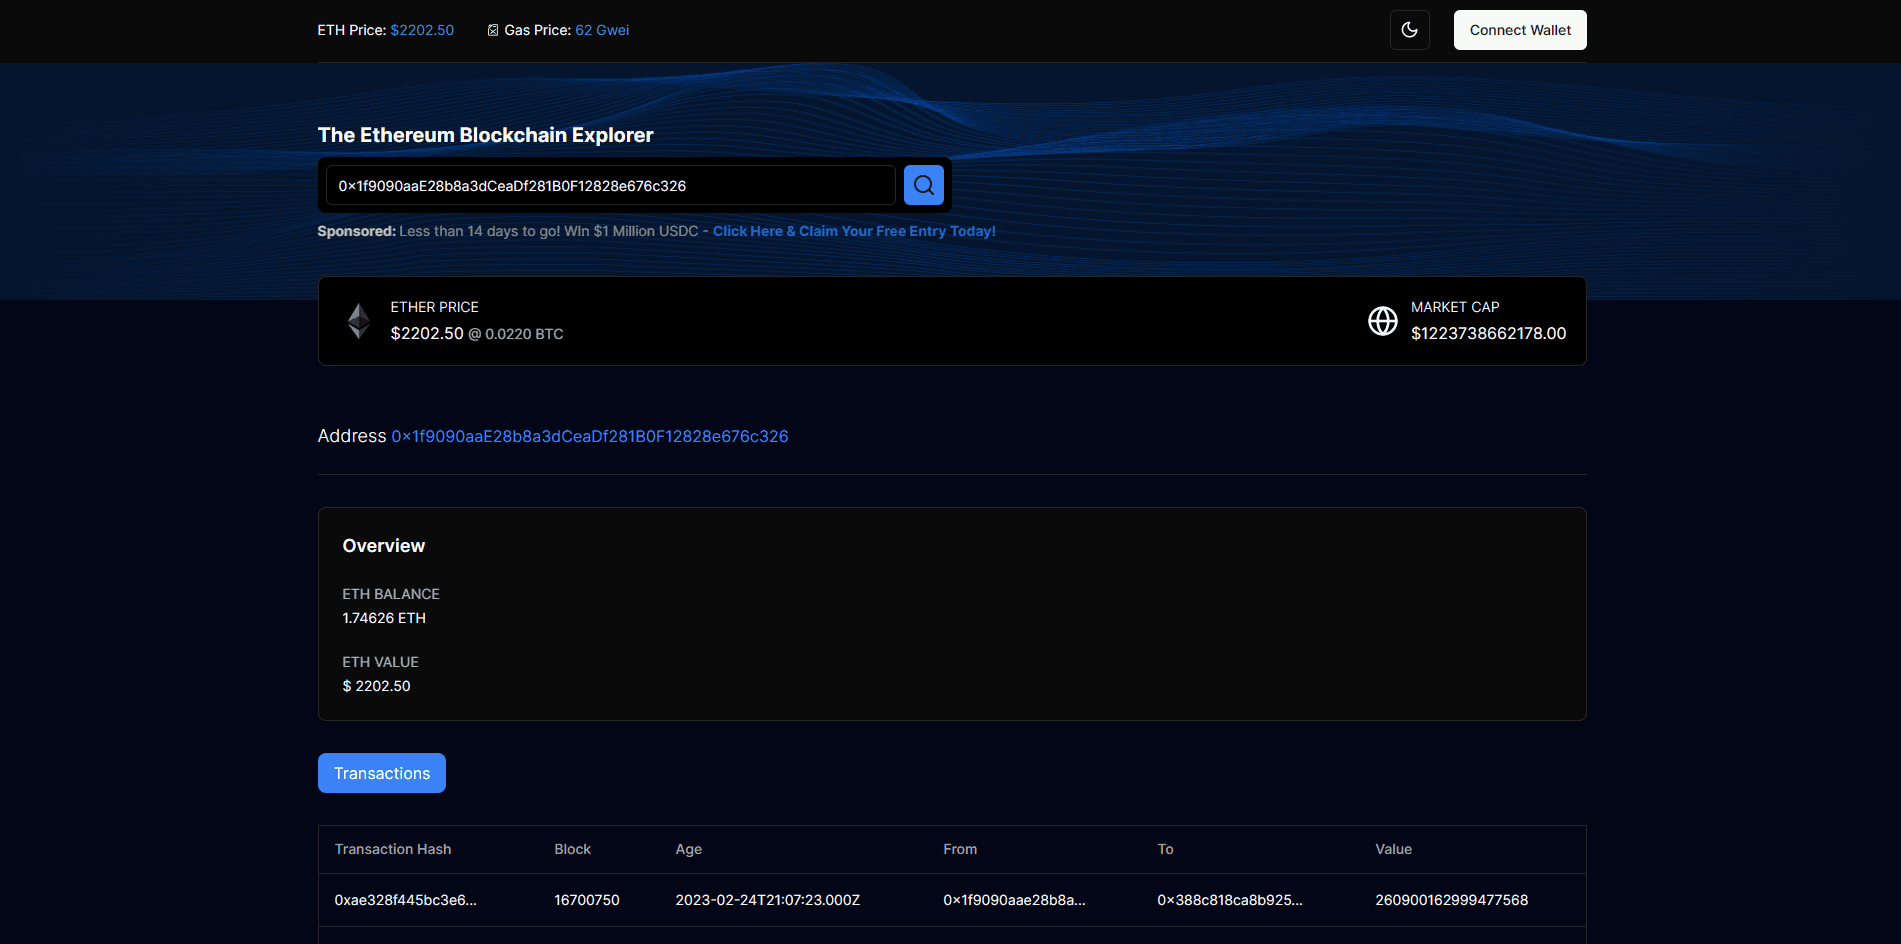 ETH Price: $2202.50 Gas Price: 62 Gwei Connect Wallet
The Ethereum Blockchain Explorer
0x1f9090aaE28b8a3dCeaDf281B0F12828e676c326
Sponsored: Less than 14 days to go! WIn $1 Million USDC - Click Here & Claim Your Free Entry Today!
ETHER PRICE
$2202.50 @ 0.0220 BTC
MARKET CAP
$1223738662178.00
Address 0x1f9090aaE28b8a3dCeaDf281B0F12828e676c326
Overview
ETH BALANCE
1.74626 ETH
ETH VALUE
$ 2202.50
Transactions
Transaction Hash Block Age From To Value
0xae328f445bc3e6... 16700750 2023-02-24T21:07:23.000Z 0x1f9090aae28b8a... 0x388c818ca8b925... 260900162999477568